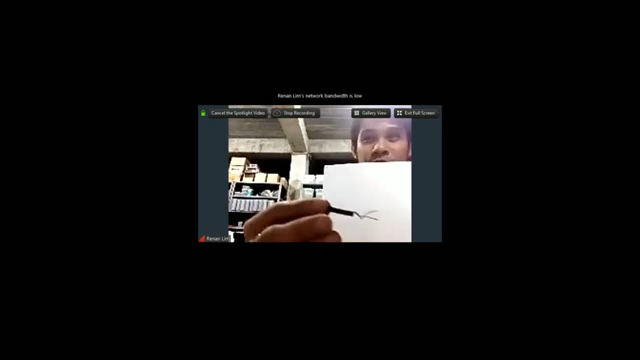 Renan Lim's network bandwidth is low
Cancel the Spotlight Video
Stop Recording
Gallery View
Exit Full Screen
Renan Lim